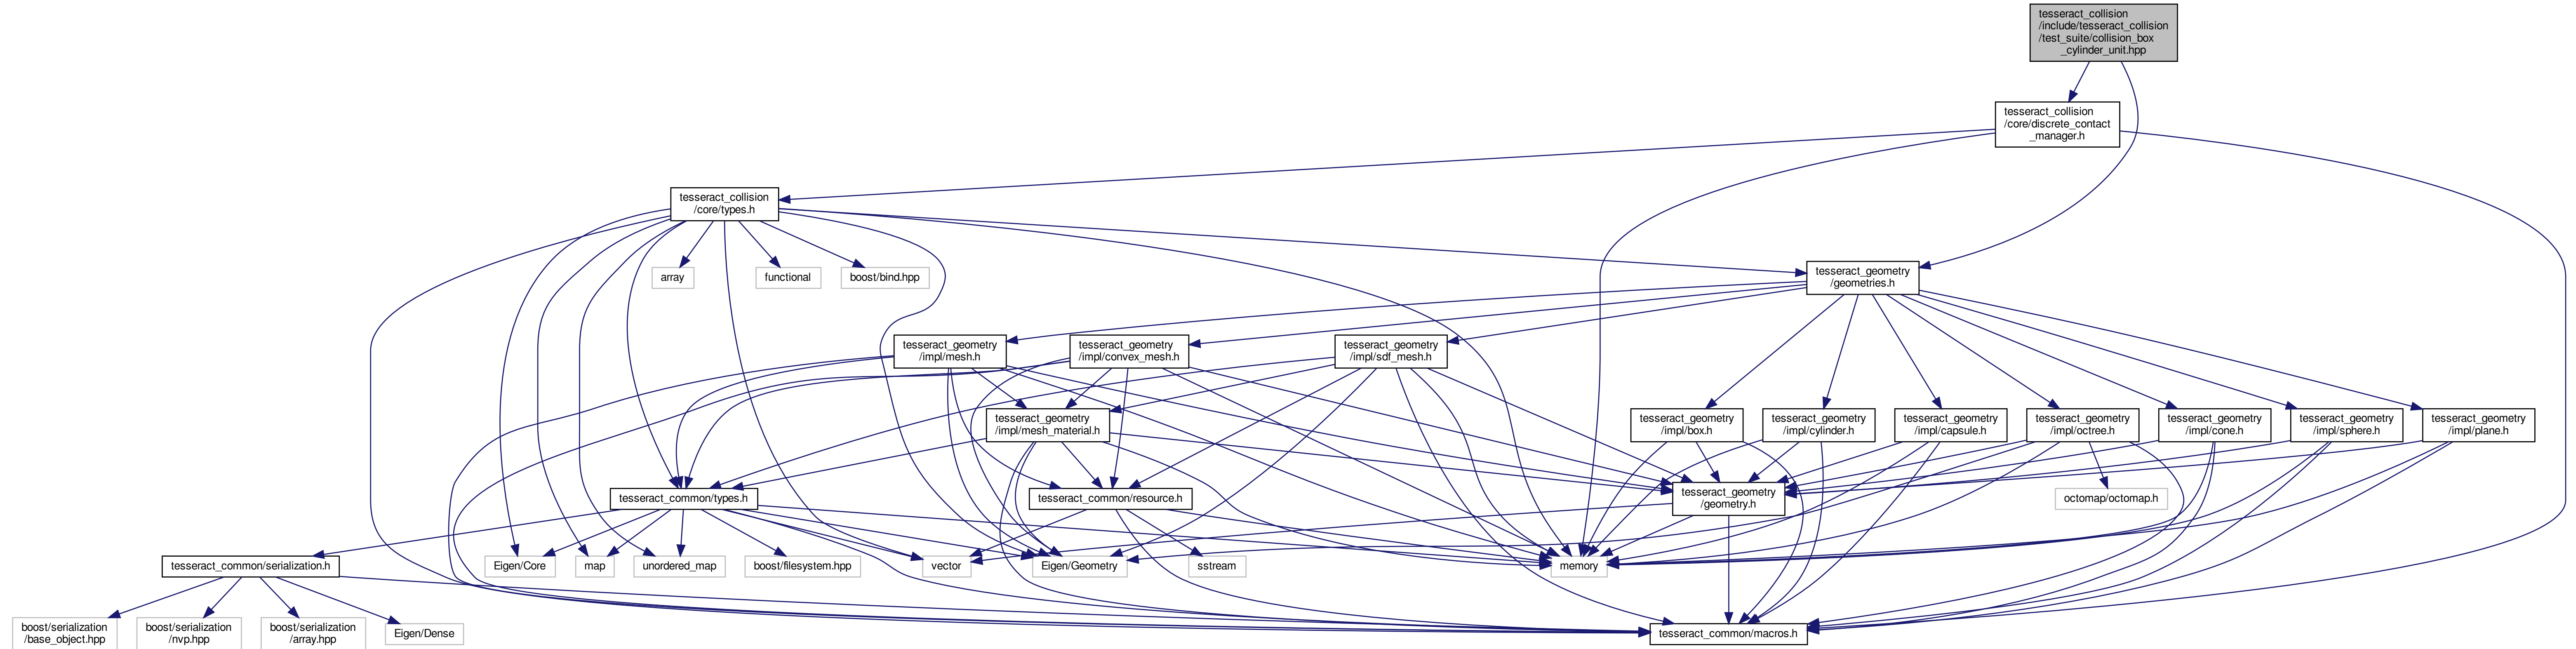 tesseract_collision
/include/tesseract_collision
/test_suite/collision_box
_cylinder_unit.hpp
tesseract_collision
/core/discrete_contact
_manager.h
tesseract_collision
/core/types.h
array
functional
boost/bind.hpp
tesseract_geometry
/geometries.h
tesseract_geometry
/impl/mesh.h
tesseract_geometry
/impl/convex_mesh.h
tesseract_geometry
/impl/sdf_mesh.h
tesseract_geometry
/impl/mesh_material.h
tesseract_geometry
/impl/box.h
tesseract_geometry
/impl/cylinder.h
tesseract_geometry
/impl/capsule.h
tesseract_geometry
/impl/octree.h
tesseract_geometry
/impl/cone.h
tesseract_geometry
/impl/sphere.h
tesseract_geometry
/impl/plane.h
tesseract_common/types.h
tesseract_common/resource.h
tesseract_geometry
/geometry.h
octomap/octomap.h
tesseract_common/serialization.h
Eigen/Core
map
unordered_map
boost/filesystem.hpp
vector
Eigen/Geometry
sstream
memory
boost/serialization
/base_object.hpp
boost/serialization
/nvp.hpp
boost/serialization
/array.hpp
Eigen/Dense
tesseract_common/macros.h